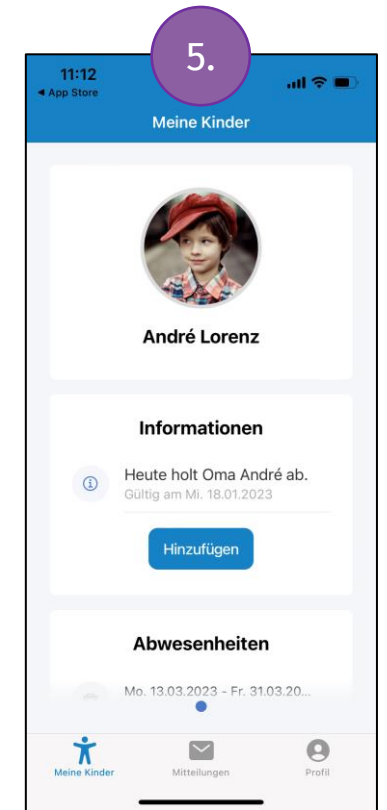 5.
11:12
◀ App Store
Meine Kinder
André Lorenz
Informationen
Heute holt Oma André ab.
Gültig am Mi. 18.01.2023
Hinzufügen
Abwesenheiten
Mo. 13.03.2023 - Fr. 31.03.20...
Meine Kinder
Mitteilungen
Profil